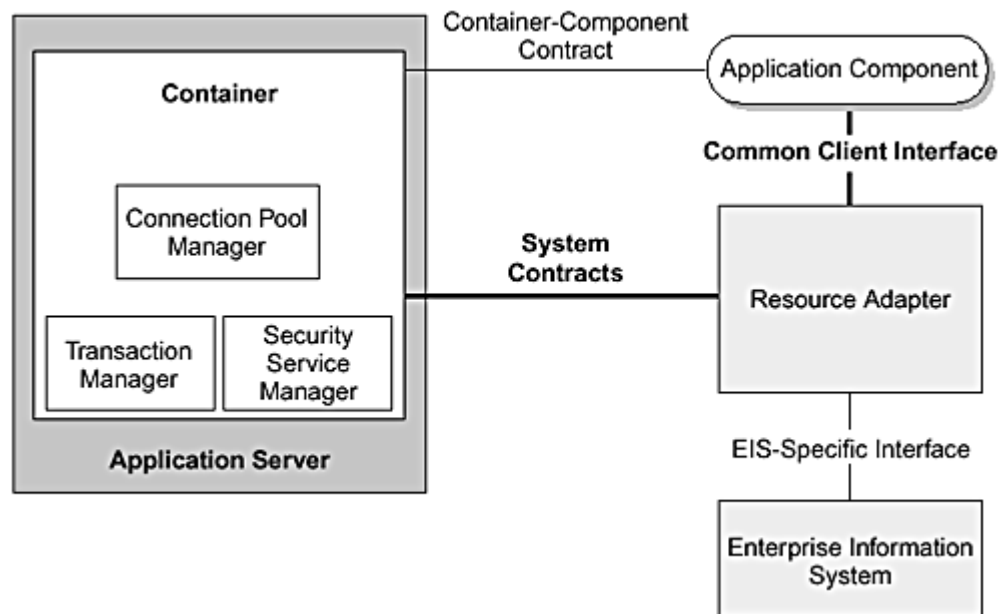 Container-Component
Contract
Application Component
Container
Common Client Interface
Connection Pool
Manager
System
Contracts
Resource Adapter
Transaction
Manager
Security
Service
Manager
EIS-Specific Interface
Application Server
Enterprise Information
System